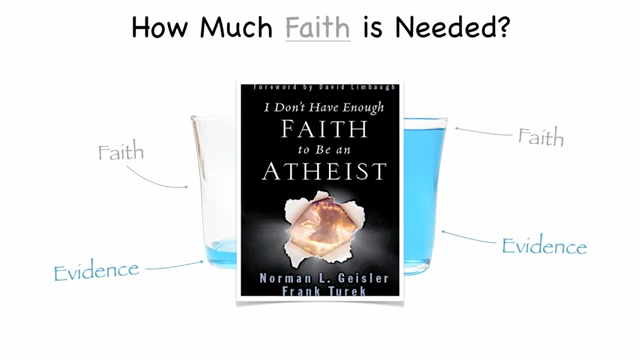 How Much Faith is Needed?
Foreword by David Limbaugh
I Don't Have Enough
FAITH
to Be an
ATHEIST
Norman L. Geisler
Frank Turek
Faith
Evidence
Faith
Evidence